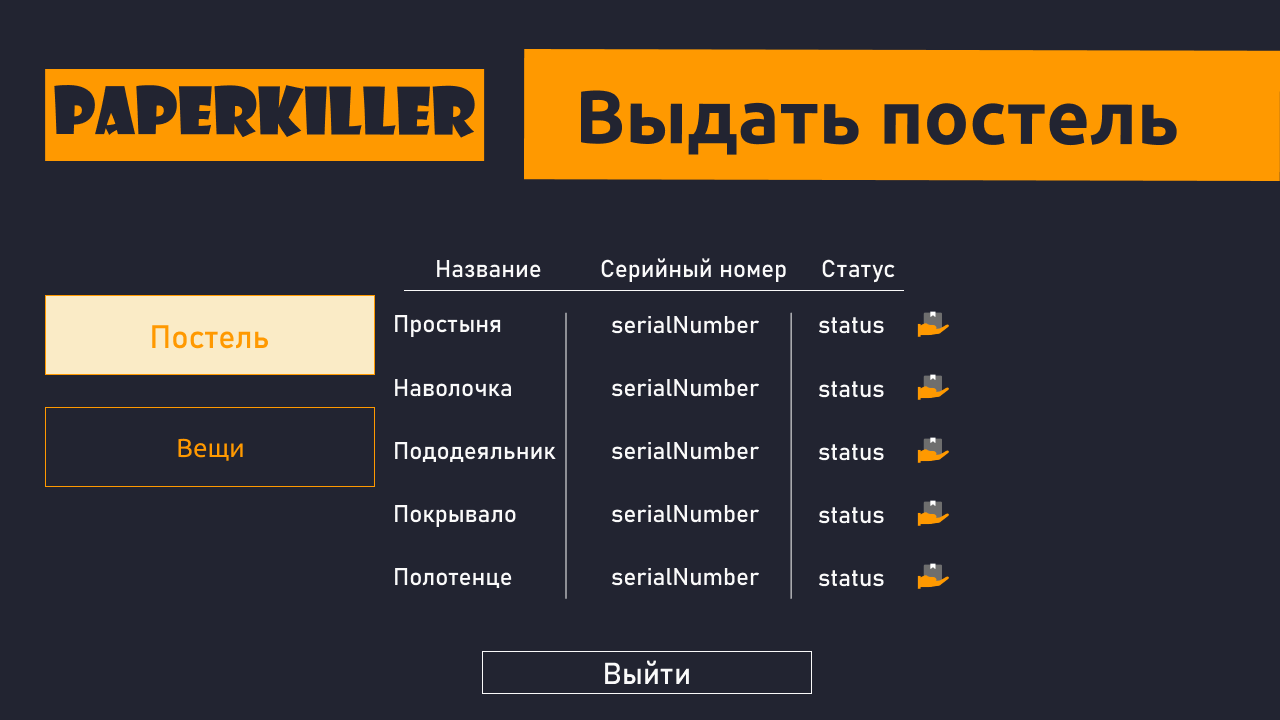 PAPERKILLER
Выдать постель
Название Серийный номер Статус
Постель
Вещи
Простыня serialNumber status
Наволочка serialNumber status
Пододеяльник serialNumber status
Покрывало serialNumber status
Полотенце serialNumber status
Выйти